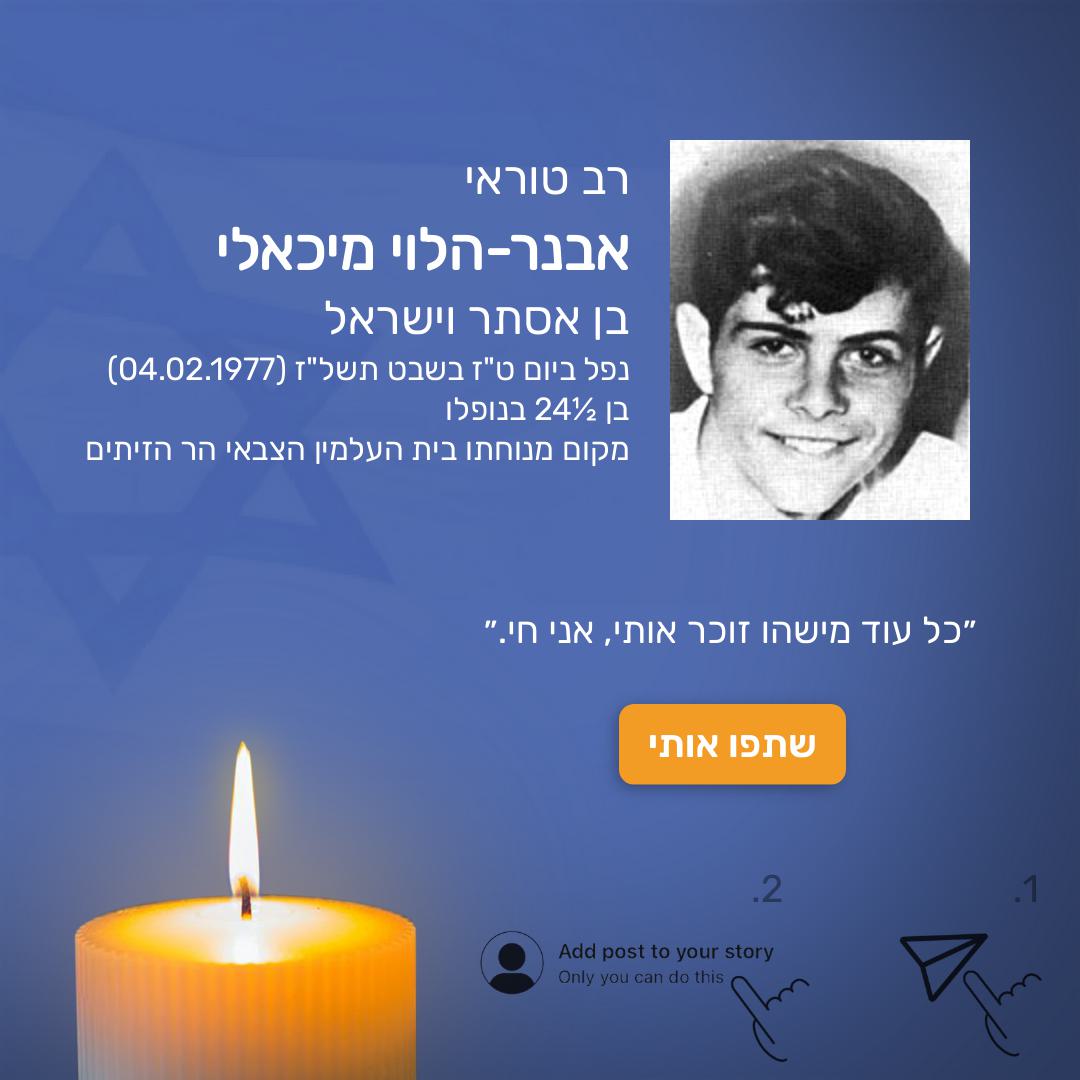 רב טוראי
אבנר-הלוי מיכאלי
בן אסתר וישראל
נפל ביום ט"ז בשבט תשל"ז (04.02.1977)
בן 24½ בנופלו
מקום מנוחתו בית העלמין הצבאי הר הזיתים
״כל עוד מישהו זוכר אותי, אני חי.״
שתפו אותי
1.
2.
Add post to your story
Only you can do this